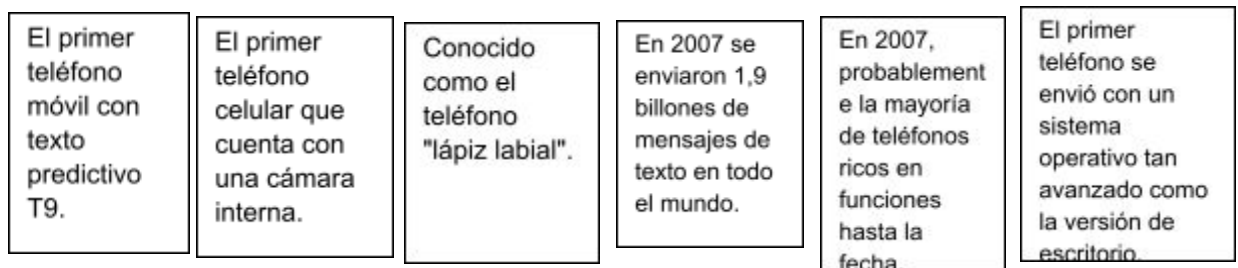 El primer
teléfono
móvil con
texto
predictivo
T9.
El primer
teléfono
celular que
cuenta con
una cámara
interna.
Conocido
como el
teléfono
"lápiz labial".
En 2007 se
enviaron 1,9
billones de
mensajes de
texto en todo
el mundo.
En 2007,
probablement
e la mayoría
de teléfonos
ricos en
funciones
hasta la
fecha.
El primer
teléfono se
envió con un
sistema
operativo tan
avanzado como
la versión de
escritorio.